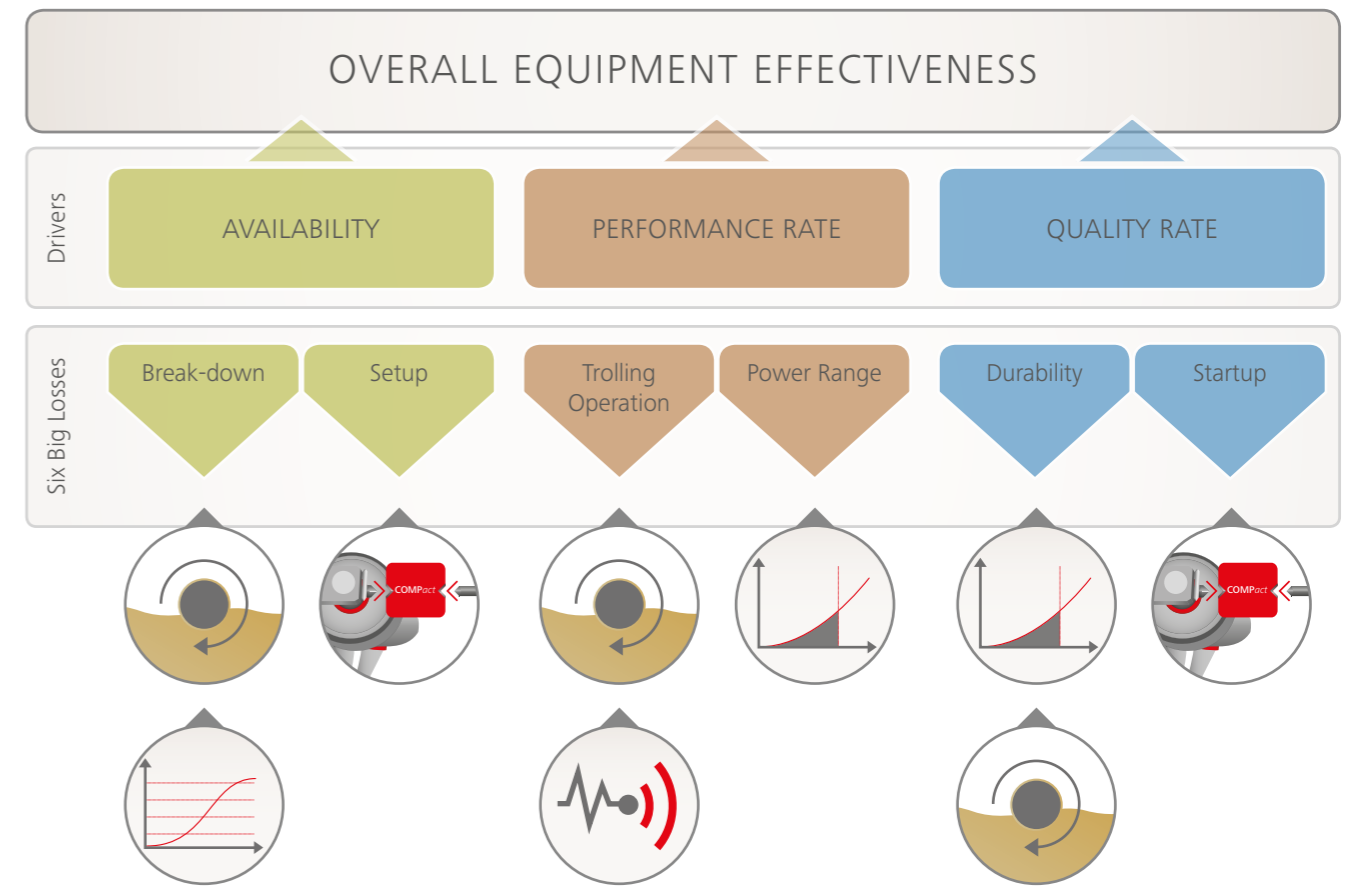 OVERALL EQUIPMENT EFFECTIVENESS
Drivers
AVAILABILITY
PERFORMANCE RATE
QUALITY RATE
Six Big Losses
Break-down
Setup
Trolling
Operation
Power Range
Durability
Startup
COMPact
COMPact